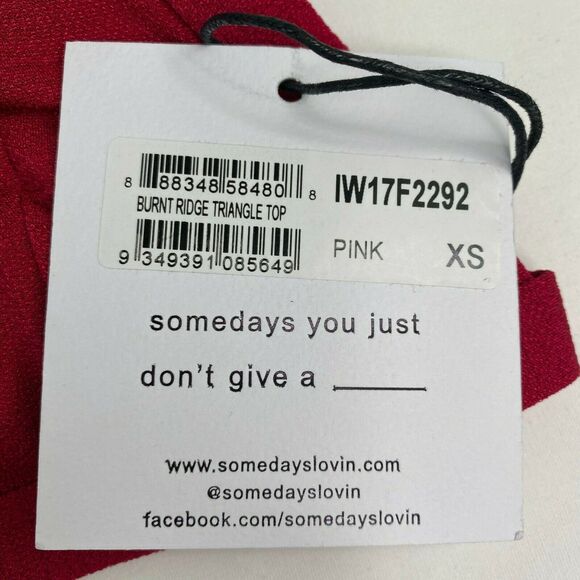 8 88348 58480 8
BURNT RIDGE TRIANGLE TOP
9 349391 085649
IW17F2292
PINK XS
somedays you just
don't give a ______
www.somedayslovin.com
@somedayslovin
facebook.com/somedayslovin